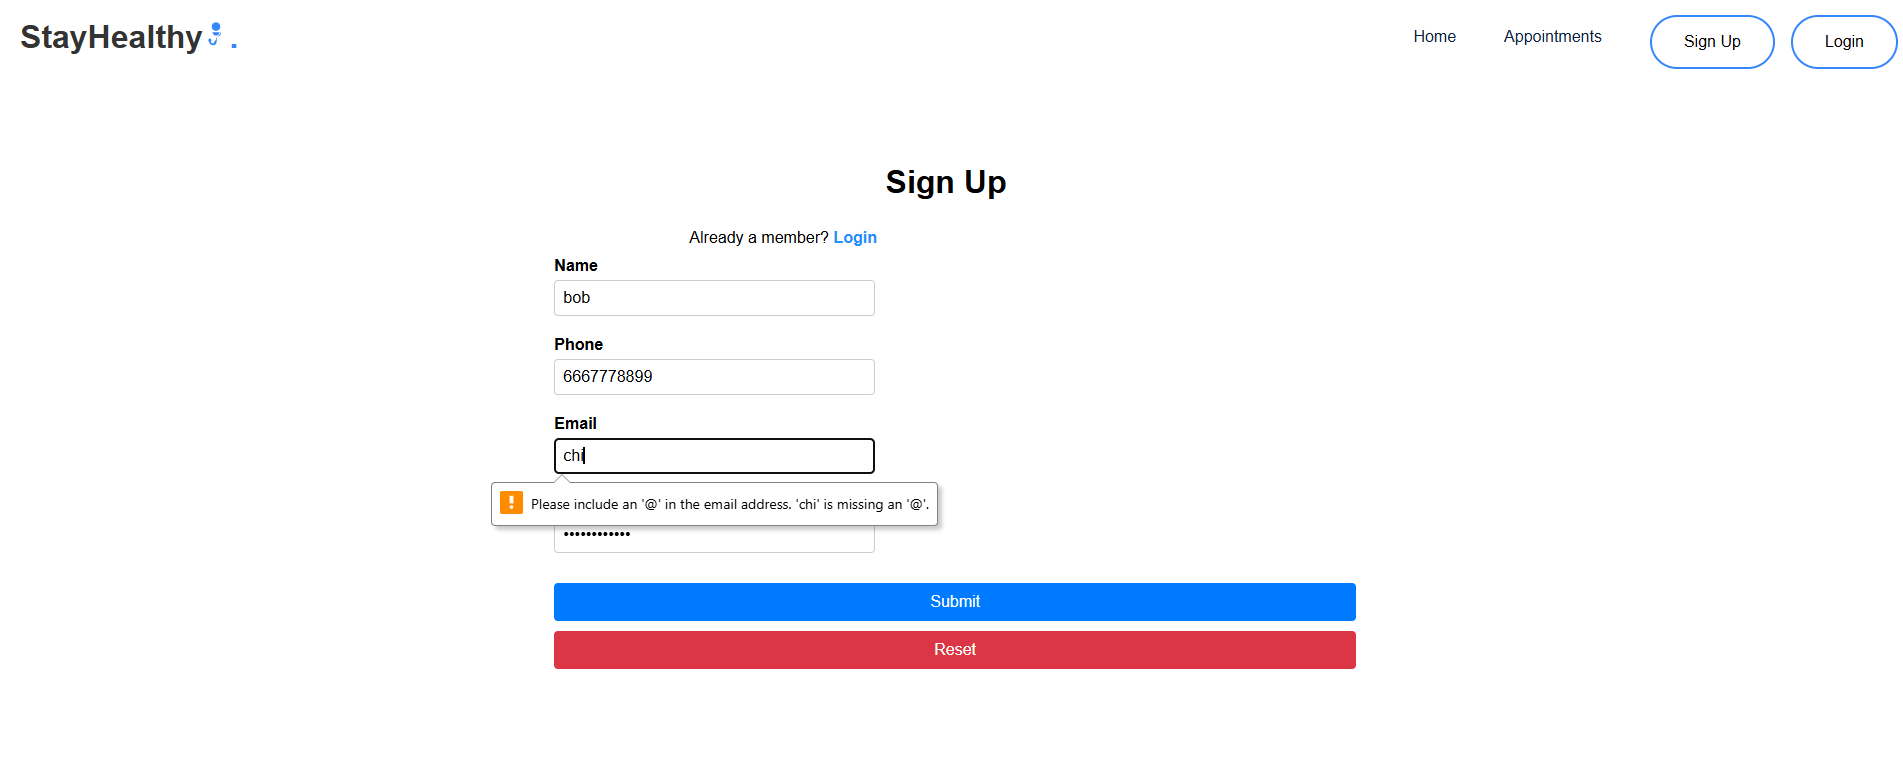 StayHealthy .
Home Appointments Sign Up Login
Sign Up
Already a member? Login
Name
bob
Phone
6667778899
Email
chi
Please include an '@' in the email address. 'chi' is missing an '@'.
••••••••••••
Submit
Reset